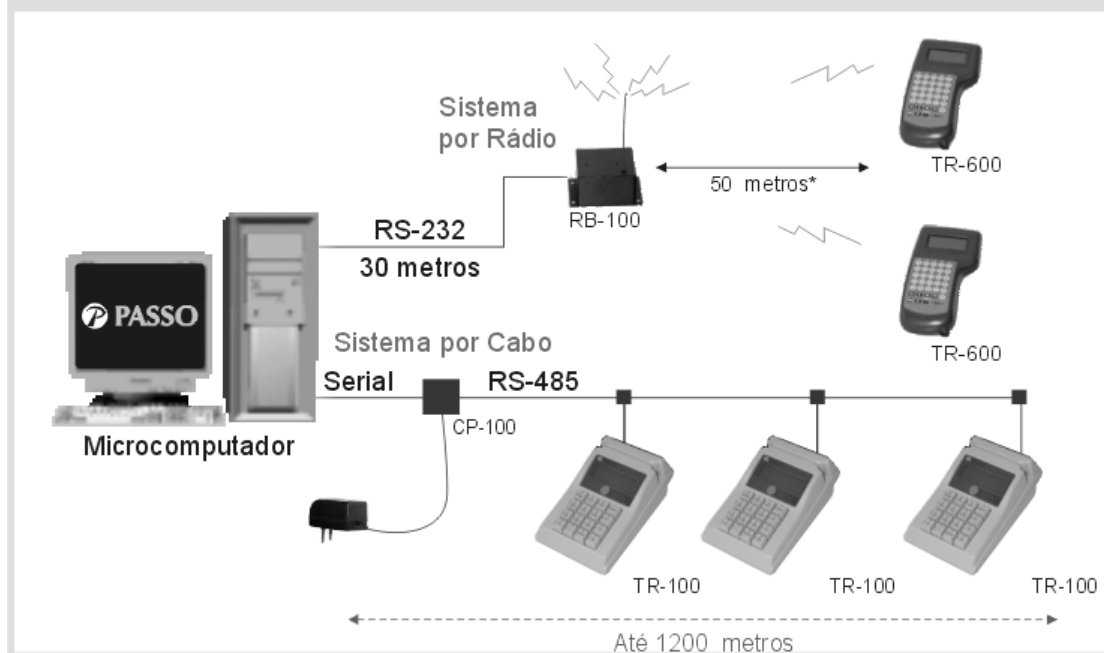 Sistema
por Rádio
TR-600
50 metros*
RB-100
RS-232
30 metros
PASSO
TR-600
Sistema por Cabo
Serial
RS-485
CP-100
Microcomputador
TR-100
TR-100
TR-100
Até 1200 metros